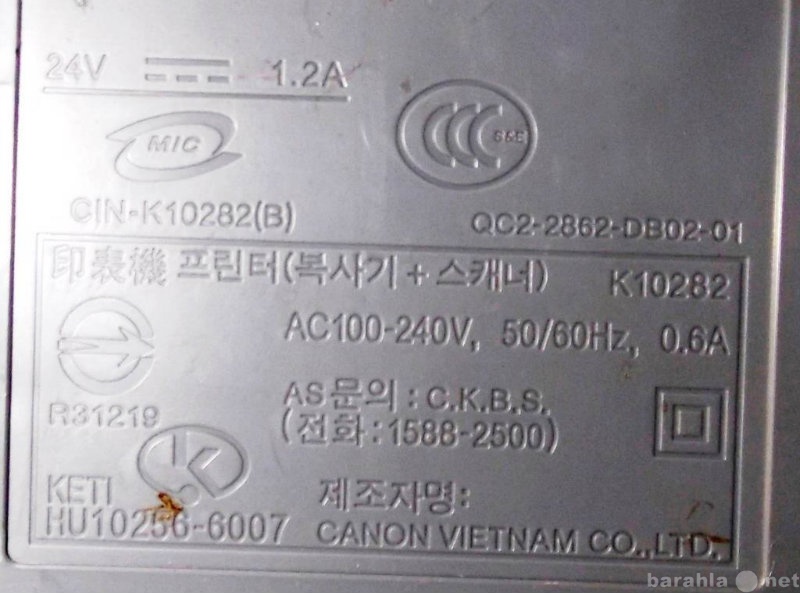 24V 1.2A
MIC
CCC S&E
CIN-K10282(B)
QC2-2862-DB02-01
印表機 프린터(복사기 + 스캐너) K10282
AC100-240V, 50/60Hz, 0.6A
R31219
AS문의 : C.K.B.S.
(전화:1588-2500)
KETI
HU10256-6007
제조자명:
CANON VIETNAM CO.,LTD.
barahla.net